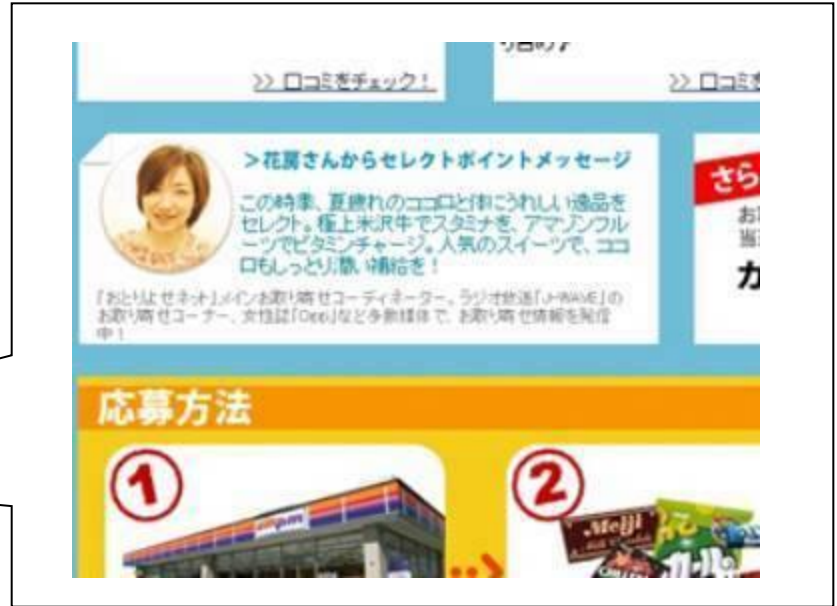 >> 口コミをチェック！
>> 口コミを
>花房さんからセレクトポイントメッセージ
この時季、夏疲れのココロと体にうれしい逸品を
セレクト。極上米沢牛でスタミナを、アマゾンフル
ーツでビタミンチャージ。人気のスイーツで、ココ
ロもしっとり潤い補給を！
『おとりよせネット』メインお取り寄せコーディネーター。ラジオ放送「J-WAVE」の
お取り寄せコーナー、女性誌「Oggi」など多数媒体で、お取り寄せ情報を発信
中！
さら
お
当
か
応募方法
①
am pm
②
Meiji